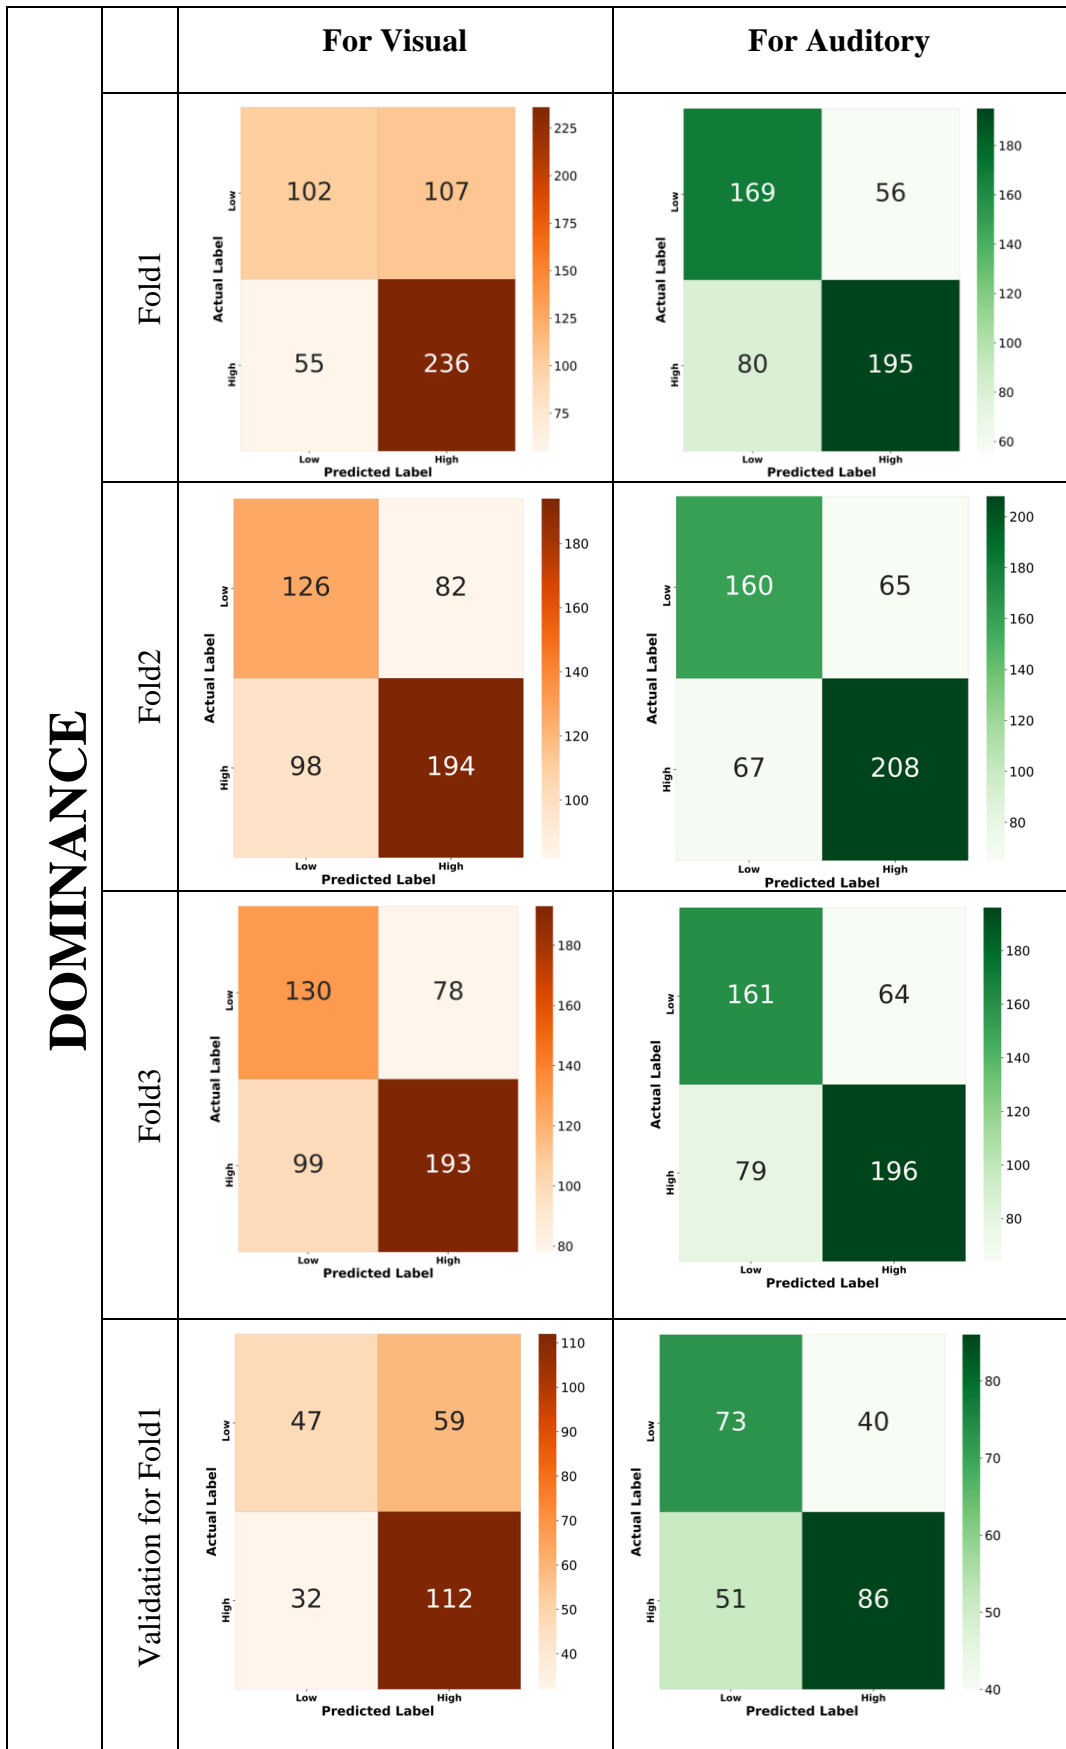 For Visual
For Auditory
DOMINANCE
Fold1
102 107
55 236
Low
High
Actual Label
Low High
Predicted Label
225
200
175
150
125
100
75
169 56
80 195
Low
High
Actual Label
Low High
Predicted Label
180
160
140
120
100
80
60
Fold2
126 82
98 194
Low
High
Actual Label
Low High
Predicted Label
180
160
140
120
100
160 65
67 208
Low
High
Actual Label
Low High
Predicted Label
200
180
160
140
120
100
80
Fold3
130 78
99 193
Low
High
Actual Label
Low High
Predicted Label
180
160
140
120
100
80
161 64
79 196
Low
High
Actual Label
Low High
Predicted Label
180
160
140
120
100
80
Validation for Fold1
47 59
32 112
Low
High
Actual Label
Low High
Predicted Label
110
100
90
80
70
60
50
40
73 40
51 86
Low
High
Actual Label
Low High
Predicted Label
80
70
60
50
40